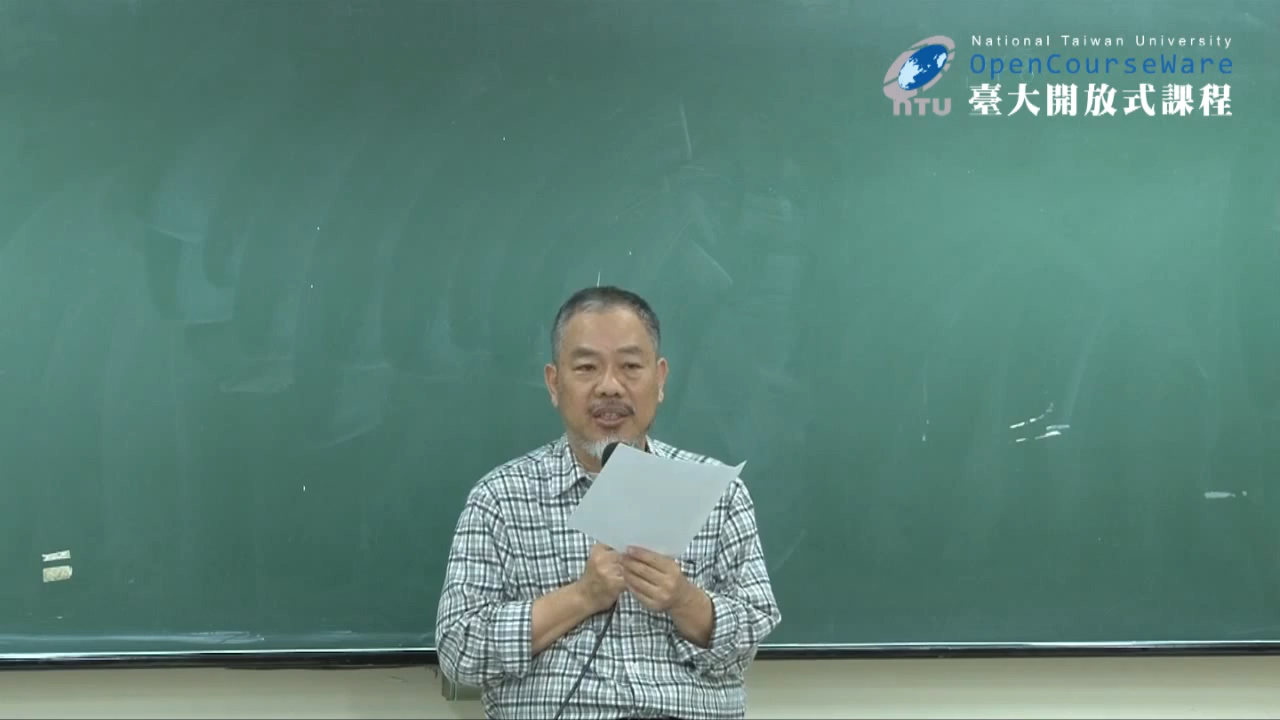 National Taiwan University
OpenCourseWare
臺大開放式課程
NTU